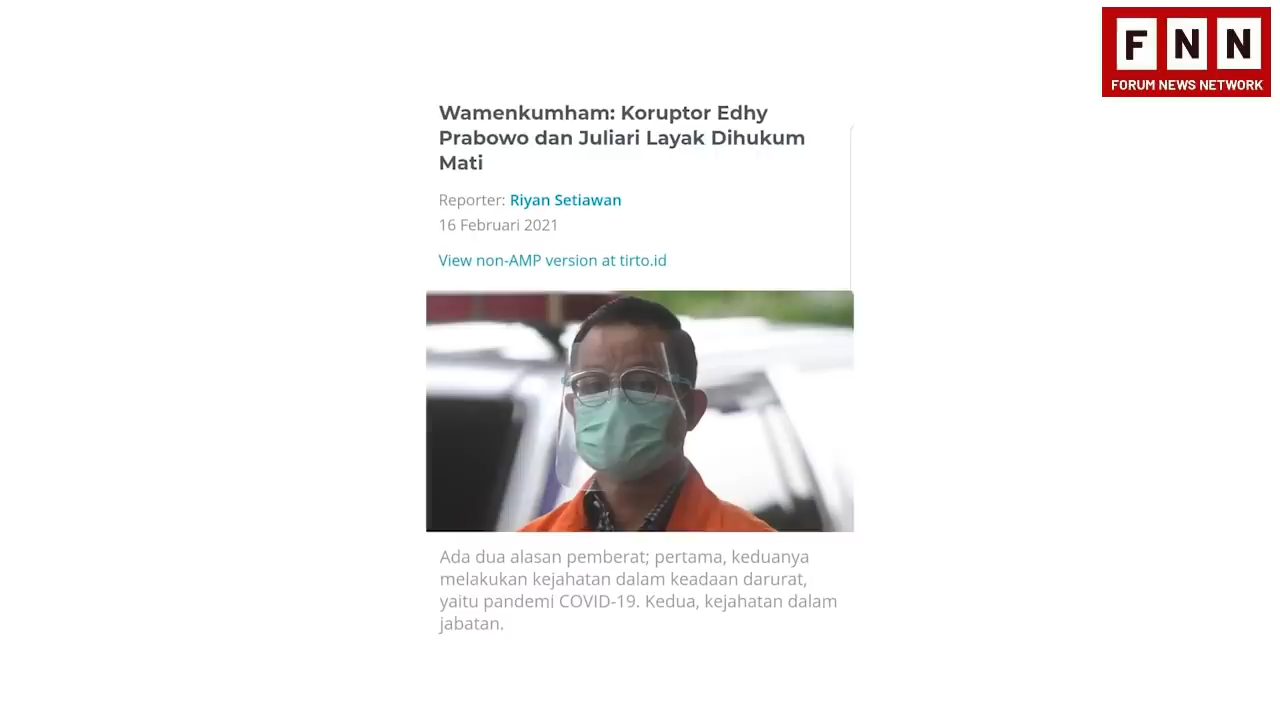 F N N
FORUM NEWS NETWORK
Wamenkumham: Koruptor Edhy
Prabowo dan Juliari Layak Dihukum
Mati
Reporter: Riyan Setiawan
16 Februari 2021
View non-AMP version at tirto.id
Ada dua alasan pemberat; pertama, keduanya
melakukan kejahatan dalam keadaan darurat,
yaitu pandemi COVID-19. Kedua, kejahatan dalam
jabatan.